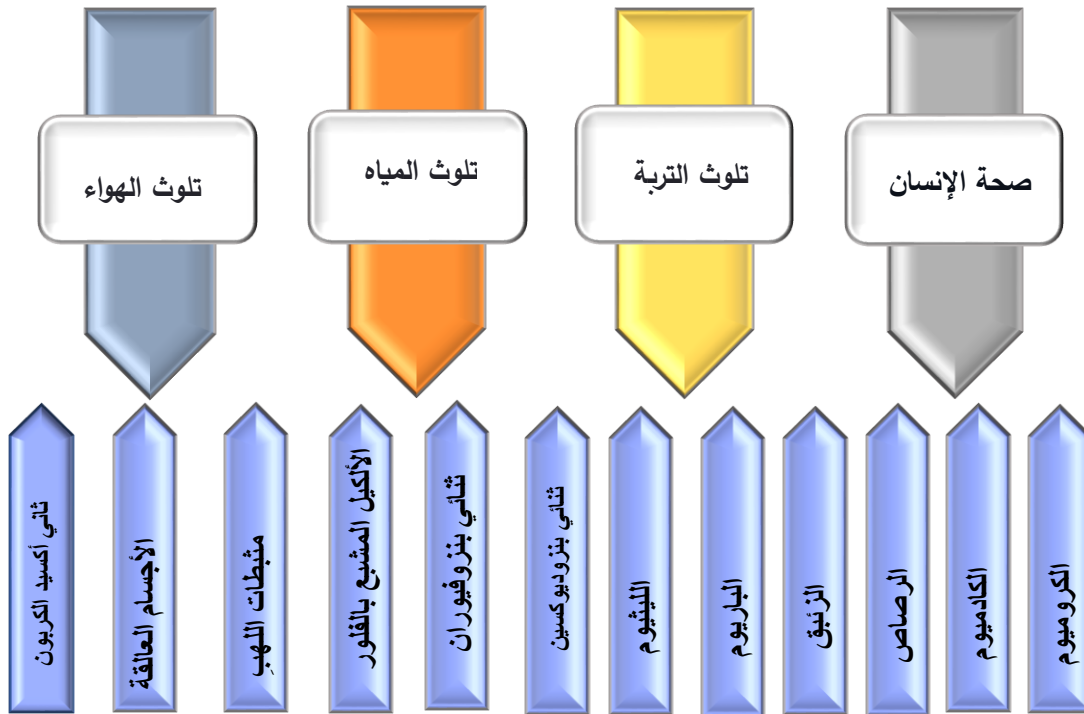 صحة الإنسان
تلوث التربة
تلوث المياه
تلوث الهواء
الكروميوم
الكادميوم
الرصاص
الزئبق
الباريوم
الليثيوم
ثنائي بنزوديوكسين
ثنائي بنزوفيوران
الألكيل المشبع بالفلور
مثبطات اللهبِ
الأجسام العالقة
ثاني أكسيد الكربون